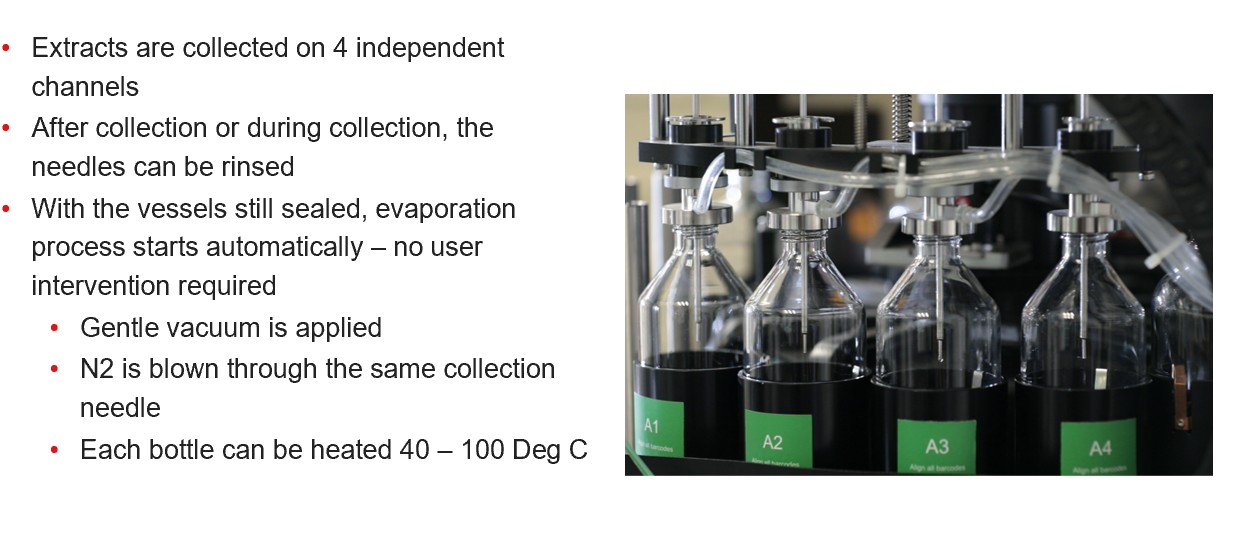 • Extracts are collected on 4 independent
channels
• After collection or during collection, the
needles can be rinsed
• With the vessels still sealed, evaporation
process starts automatically – no user
intervention required
• Gentle vacuum is applied
• N2 is blown through the same collection
needle
• Each bottle can be heated 40 – 100 Deg C
A1
A2
Align all barcodes
A3
Align all barcodes
A4
Align all barcodes